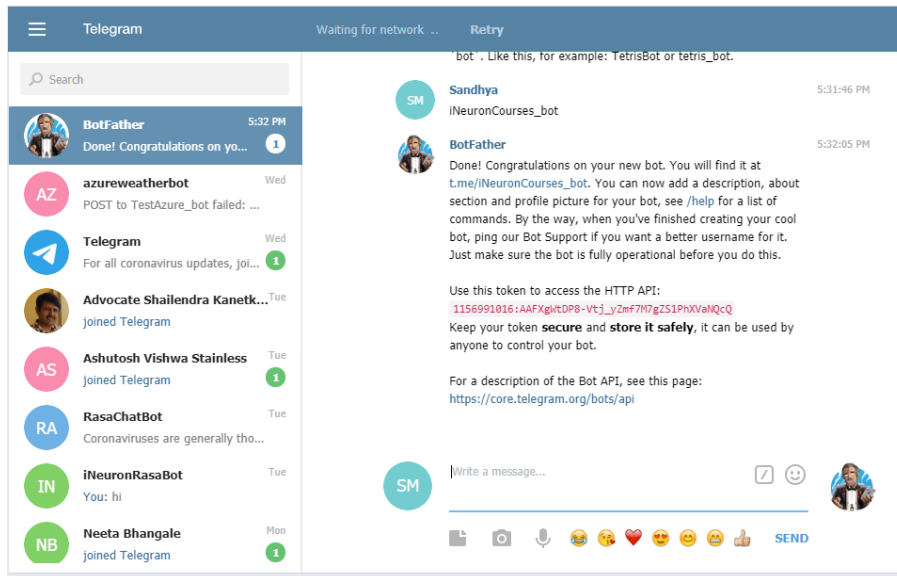 Telegram
Waiting for network ..
Retry
Search
BotFather 5:32 PM
Done! Congratulations on yo... 1
azureweatherbot Wed
POST to TestAzure_bot failed: ...
Telegram Wed
For all coronavirus updates, joi... 1
Advocate Shailendra Kanetk... Tue
joined Telegram
AS
Ashutosh Vishwa Stainless Tue
joined Telegram 1
RA
RasaChatBot Tue
Coronaviruses are generally tho...
IN
iNeuronRasaBot Tue
You: hi
NB
Neeta Bhangale Mon
joined Telegram 1
AZ
`bot`. Like this, for example: TetrisBot or tetris_bot.
SM
Sandhya 5:31:46 PM
iNeuronCourses_bot
BotFather 5:32:05 PM
Done! Congratulations on your new bot. You will find it at
t.me/iNeuronCourses_bot. You can now add a description, about
section and profile picture for your bot, see /help for a list of
commands. By the way, when you've finished creating your cool
bot, ping our Bot Support if you want a better username for it.
Just make sure the bot is fully operational before you do this.
Use this token to access the HTTP API:
1156991016:AAFXgWtDP8-Vtj_yZmf7M7gZS1PhXVaNQcQ
Keep your token secure and store it safely, it can be used by
anyone to control your bot.
For a description of the Bot API, see this page:
https://core.telegram.org/bots/api
SM
Write a message...
SEND